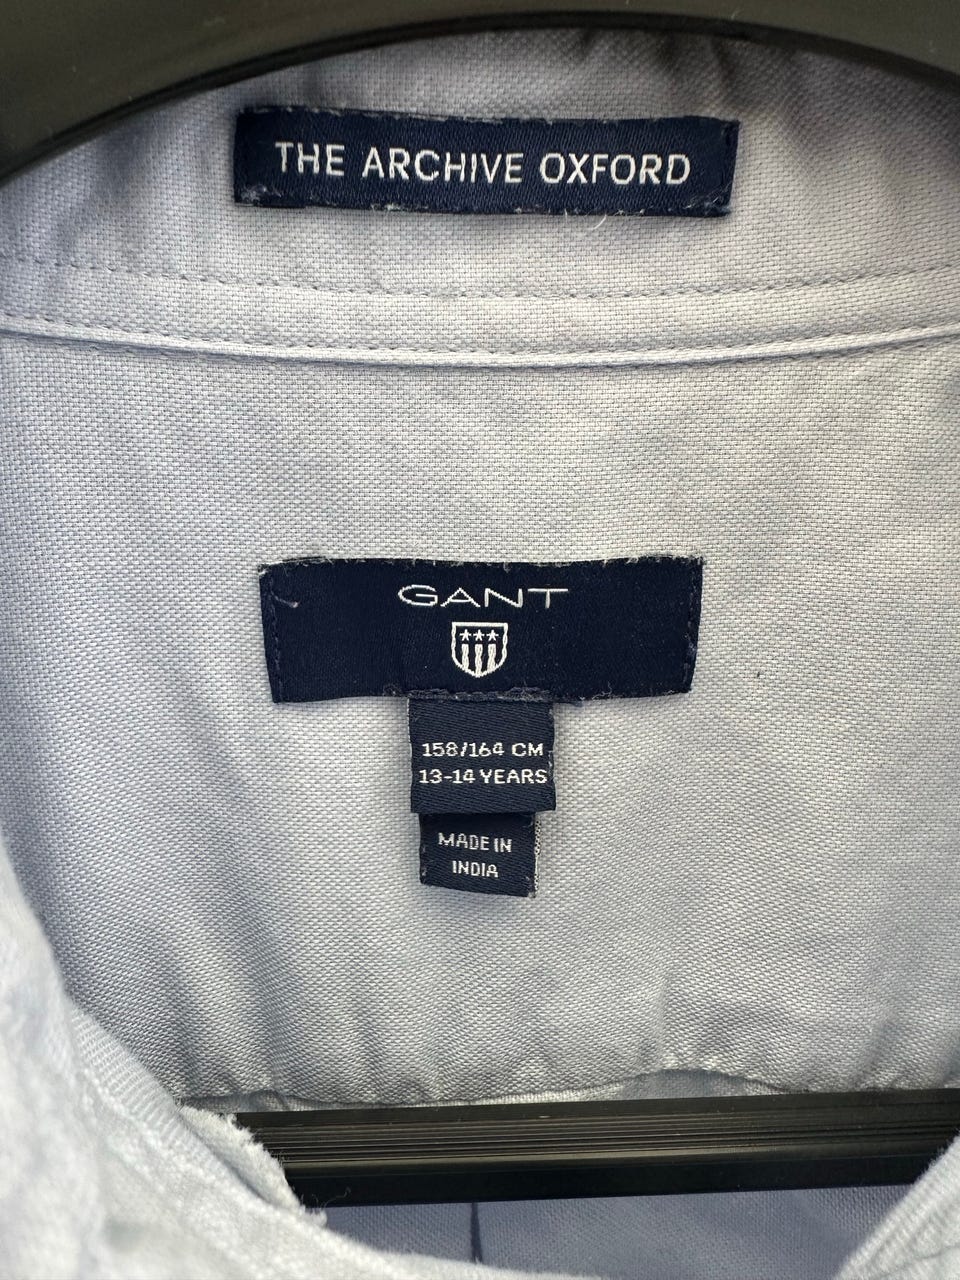 THE ARCHIVE OXFORD
GANT
158/164 CM
13-14 YEARS
MADE IN
INDIA